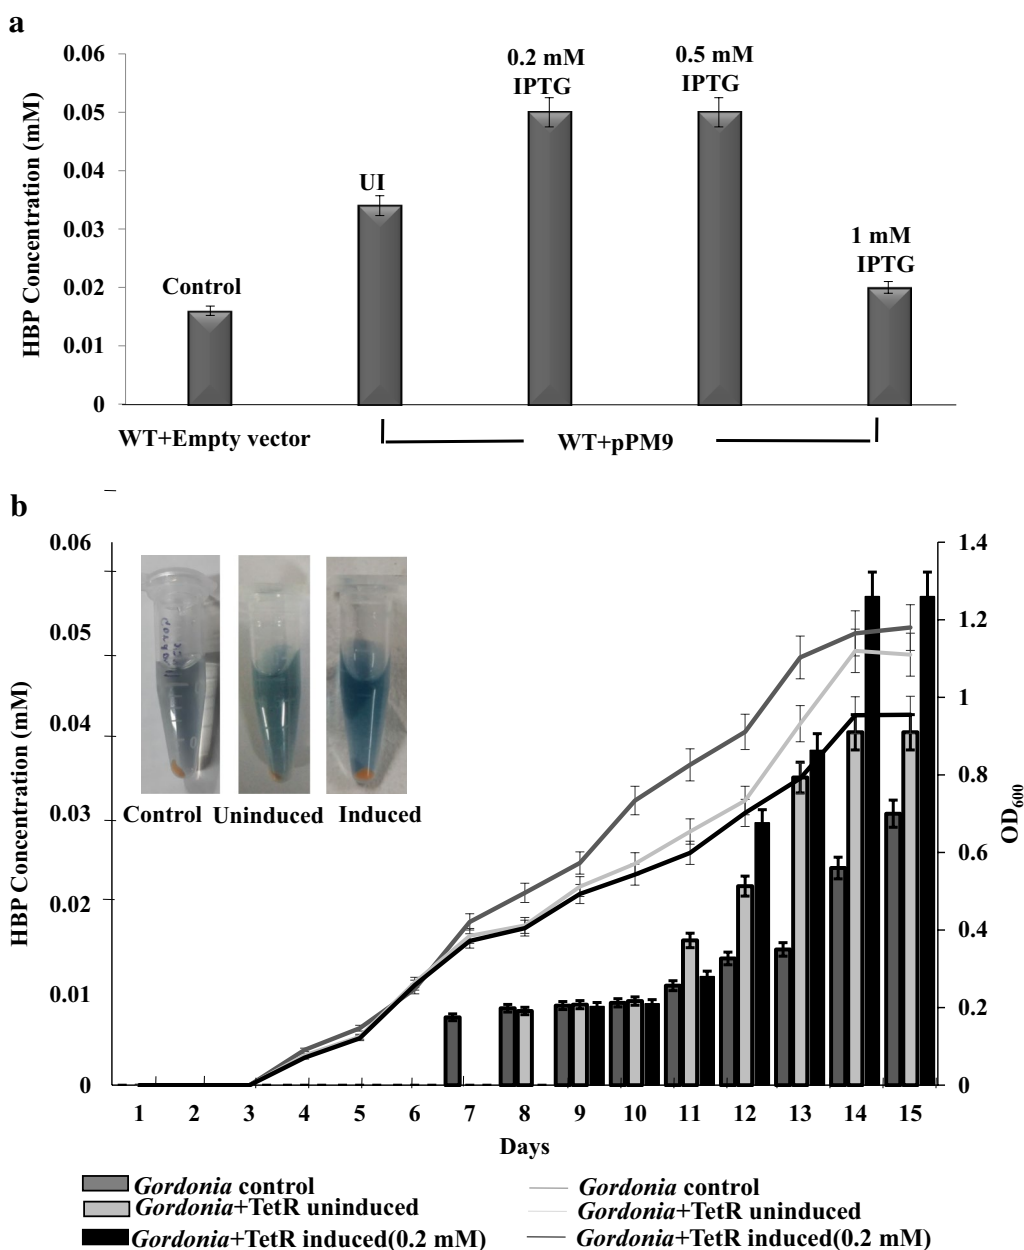 a
HBP Concentration (mM)
0.06
0.05
0.04
0.03
0.02
0.01
0
Control
UI
0.2 mM
IPTG
0.5 mM
IPTG
1 mM
IPTG
WT+Empty vector
WT+pPM9
b
HBP Concentration (mM)
0.06
0.05
0.04
0.03
0.02
0.01
0
Control
Uninduced
Induced
1.4
1.2
1
0.8
0.6
0.4
0.2
0
OD600
1 2 3 4 5 6 7 8 9 10 11 12 13 14 15
Days
Gordonia control
Gordonia+TetR uninduced
Gordonia+TetR induced(0.2 mM)
Gordonia control
Gordonia+TetR uninduced
Gordonia+TetR induced(0.2 mM)